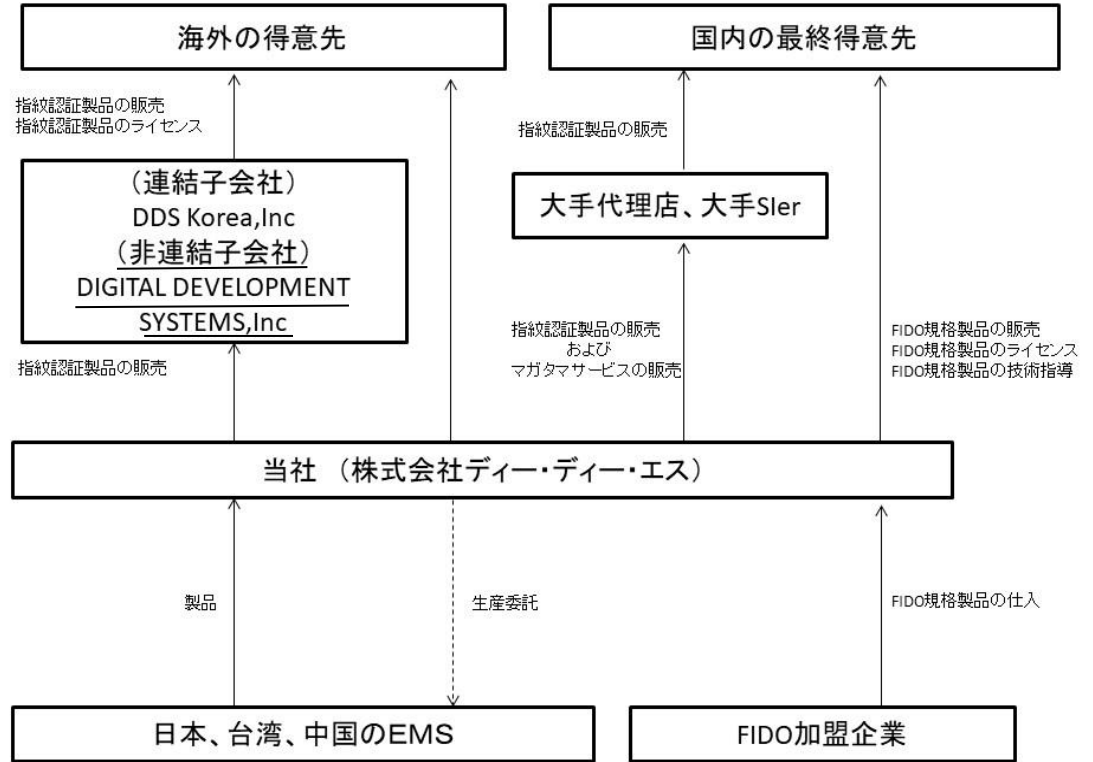 海外の得意先
国内の最終得意先
指紋認証製品の販売
指紋認証製品のライセンス
指紋認証製品の販売
（連結子会社）
DDS Korea,Inc
（非連結子会社）
DIGITAL DEVELOPMENT
SYSTEMS,Inc
大手代理店、大手SIer
指紋認証製品の販売
指紋認証製品の販売
および
マガタマサービスの販売
FIDO規格製品の販売
FIDO規格製品のライセンス
FIDO規格製品の技術指導
当社 （株式会社ディー・ディー・エス）
製品
生産委託
FIDO規格製品の仕入
日本、台湾、中国のEMS
FIDO加盟企業